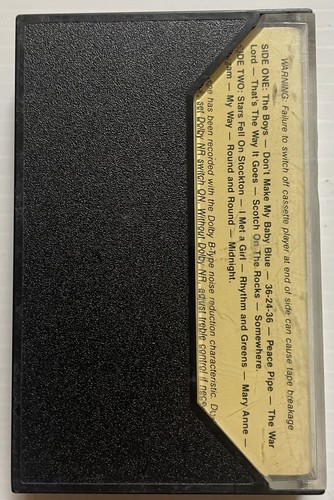 WARNING: Failure to switch off cassette player at end of side can cause tape breakage
SIDE ONE: The Boys — Don't Make My Baby Blue — 36-24-36 — Peace Pipe — The War
Lord — That's The Way It Goes — Scotch On The Rocks — Somewhere.
SIDE TWO: Stars Fell On Stockton — I Met a Girl — Rhythm and Greens — Mary Anne —
My Way — Round and Round — Midnight.
has been recorded with the Dolby B-type noise reduction characteristic.
set Dolby NR switch ON. Without Dolby NR, adjust treble control if